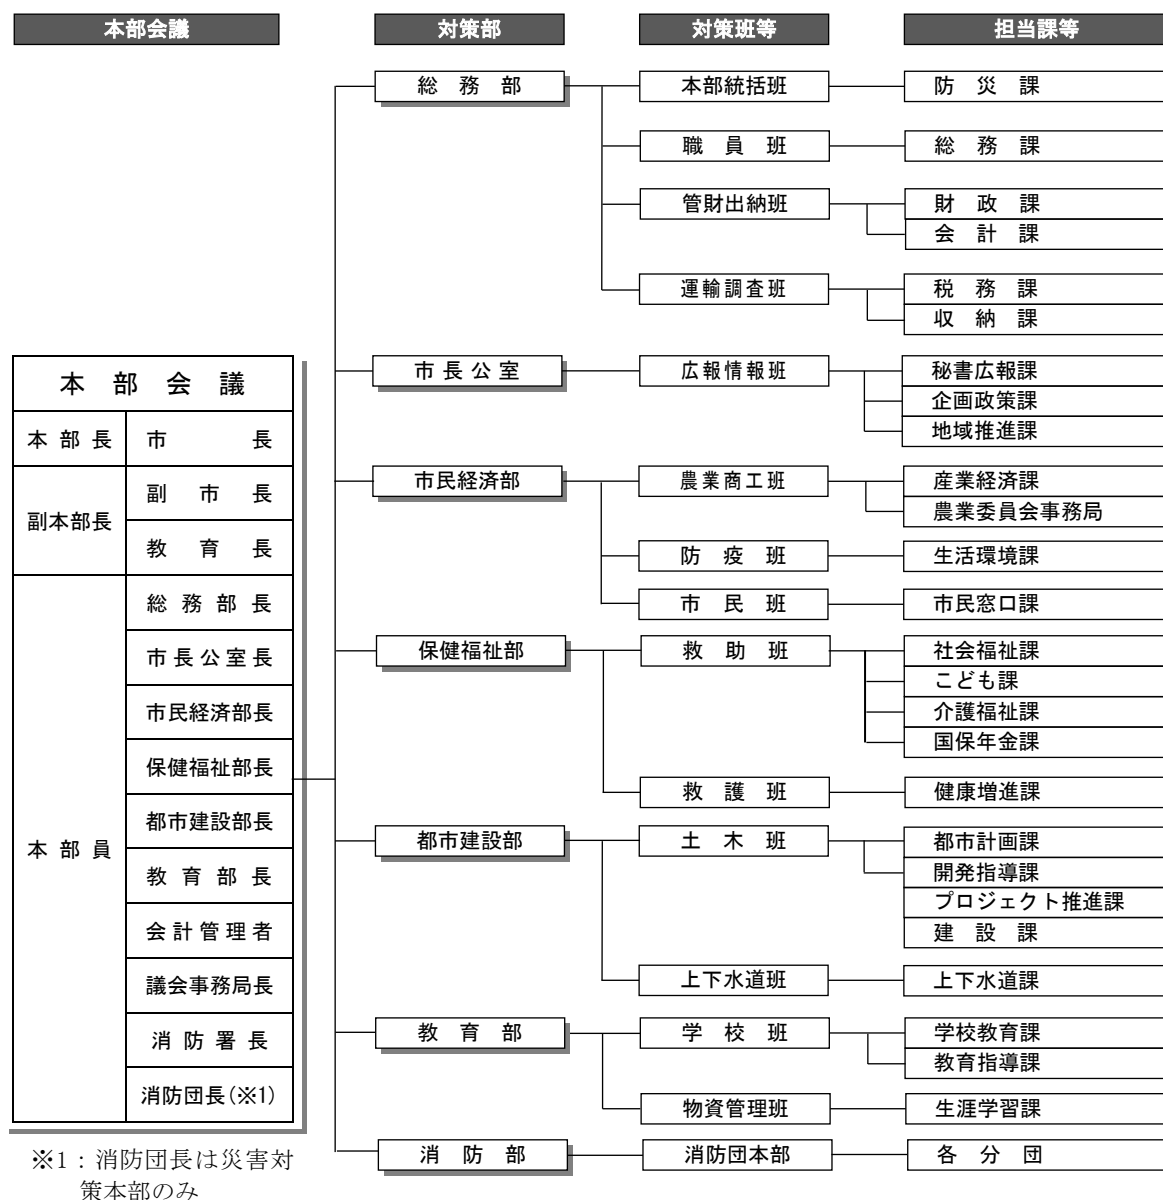 本部会議 対策部 対策班等 担当課等
総務部 本部統括班 防災課
職員班 総務課
管財出納班 財政課
会計課
運輸調査班 税務課
収納課
市長公室 広報情報班 秘書広報課
企画政策課
地域推進課
市民経済部 農業商工班 産業経済課
農業委員会事務局
防疫班 生活環境課
市民班 市民窓口課
保健福祉部 救助班 社会福祉課
こども課
介護福祉課
国保年金課
救護班 健康増進課
都市建設部 土木班 都市計画課
開発指導課
プロジェクト推進課
建設課
上下水道班 上下水道課
教育部 学校班 学校教育課
教育指導課
物資管理班 生涯学習課
消防部 消防団本部 各分団
本部会議
本部長 市長
副本部長 副市長
教育長
本部員 総務部長
市長公室長
市民経済部長
保健福祉部長
都市建設部長
教育部長
会計管理者
議会事務局長
消防署長
消防団長(※1)
※1：消防団長は災害対
策本部のみ